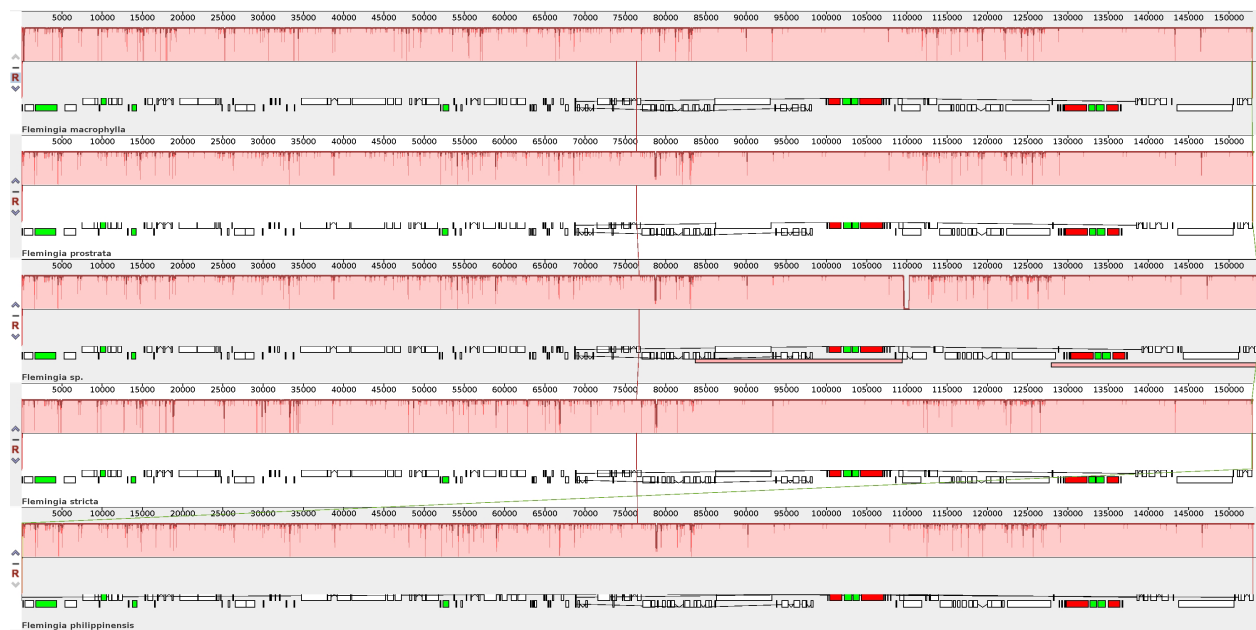 5000 10000 15000 20000 25000 30000 35000 40000 45000 50000 55000 60000 65000 70000 75000 80000 85000 90000 95000 100000 105000 110000 115000 120000 125000 130000 135000 140000 145000 150000
R
Flemingia macrophylla
5000 10000 15000 20000 25000 30000 35000 40000 45000 50000 55000 60000 65000 70000 75000 80000 85000 90000 95000 100000 105000 110000 115000 120000 125000 130000 135000 140000 145000 150000
R
Flemingia prostrata
5000 10000 15000 20000 25000 30000 35000 40000 45000 50000 55000 60000 65000 70000 75000 80000 85000 90000 95000 100000 105000 110000 115000 120000 125000 130000 135000 140000 145000 150000
R
Flemingia sp.
5000 10000 15000 20000 25000 30000 35000 40000 45000 50000 55000 60000 65000 70000 75000 80000 85000 90000 95000 100000 105000 110000 115000 120000 125000 130000 135000 140000 145000 150000
R
Flemingia stricta
5000 10000 15000 20000 25000 30000 35000 40000 45000 50000 55000 60000 65000 70000 75000 80000 85000 90000 95000 100000 105000 110000 115000 120000 125000 130000 135000 140000 145000 150000
R
Flemingia philippinensis